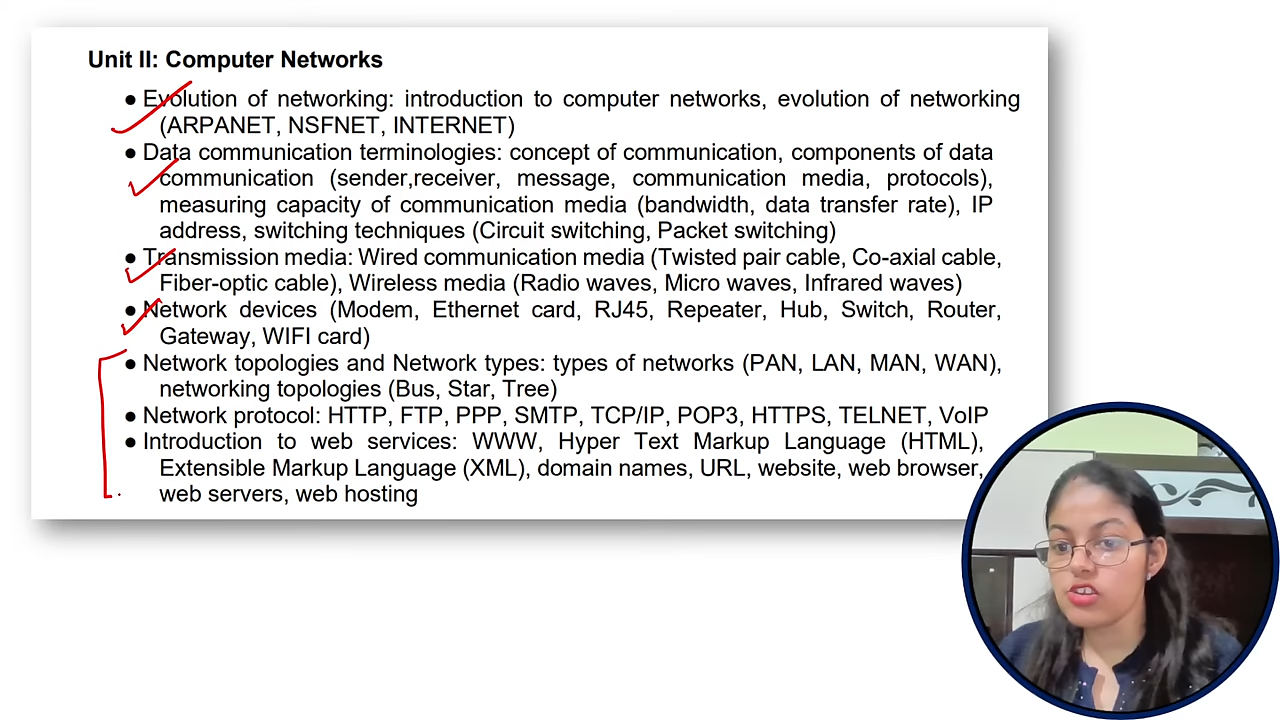 Unit II: Computer Networks
● Evolution of networking: introduction to computer networks, evolution of networking
(ARPANET, NSFNET, INTERNET)
● Data communication terminologies: concept of communication, components of data
communication (sender,receiver, message, communication media, protocols),
measuring capacity of communication media (bandwidth, data transfer rate), IP
address, switching techniques (Circuit switching, Packet switching)
● Transmission media: Wired communication media (Twisted pair cable, Co-axial cable,
Fiber-optic cable), Wireless media (Radio waves, Micro waves, Infrared waves)
● Network devices (Modem, Ethernet card, RJ45, Repeater, Hub, Switch, Router,
Gateway, WIFI card)
● Network topologies and Network types: types of networks (PAN, LAN, MAN, WAN),
networking topologies (Bus, Star, Tree)
● Network protocol: HTTP, FTP, PPP, SMTP, TCP/IP, POP3, HTTPS, TELNET, VoIP
● Introduction to web services: WWW, Hyper Text Markup Language (HTML),
Extensible Markup Language (XML), domain names, URL, website, web browser,
web servers, web hosting